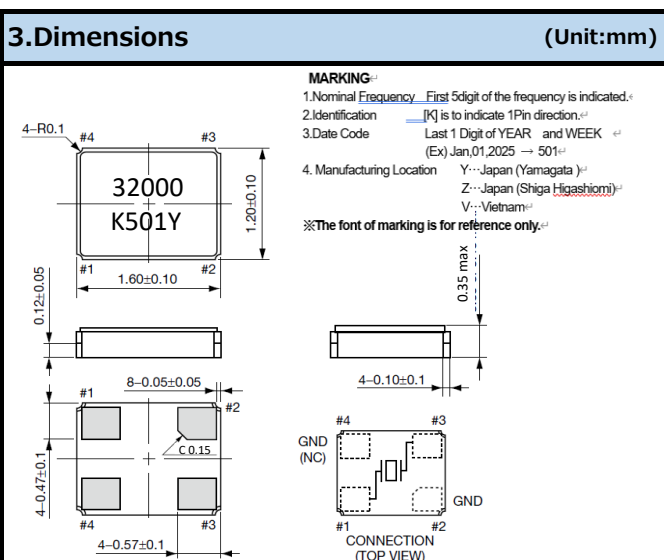 3.Dimensions (Unit:mm)
MARKING
1.Nominal Frequency First 5digit of the frequency is indicated.
2.Identification [K] is to indicate 1Pin direction.
3.Date Code Last 1 Digit of YEAR and WEEK
(Ex) Jan,01,2025 → 501
4. Manufacturing Location Y⋯Japan (Yamagata )
Z⋯Japan (Shiga Higashiomi)
V⋯Vietnam
※The font of marking is for reference only.
4–R0.1
#4 #3
32000
K501Y
1.20±0.10
#1 #2
1.60±0.10
0.12±0.05
0.35 max
8–0.05±0.05
4–0.10±0.1
#1 #2
C 0.15
4–0.47±0.1
#4 #3
4–0.57±0.1
#4 #3
GND
(NC)
GND
#1 #2
CONNECTION
(TOP VIEW)